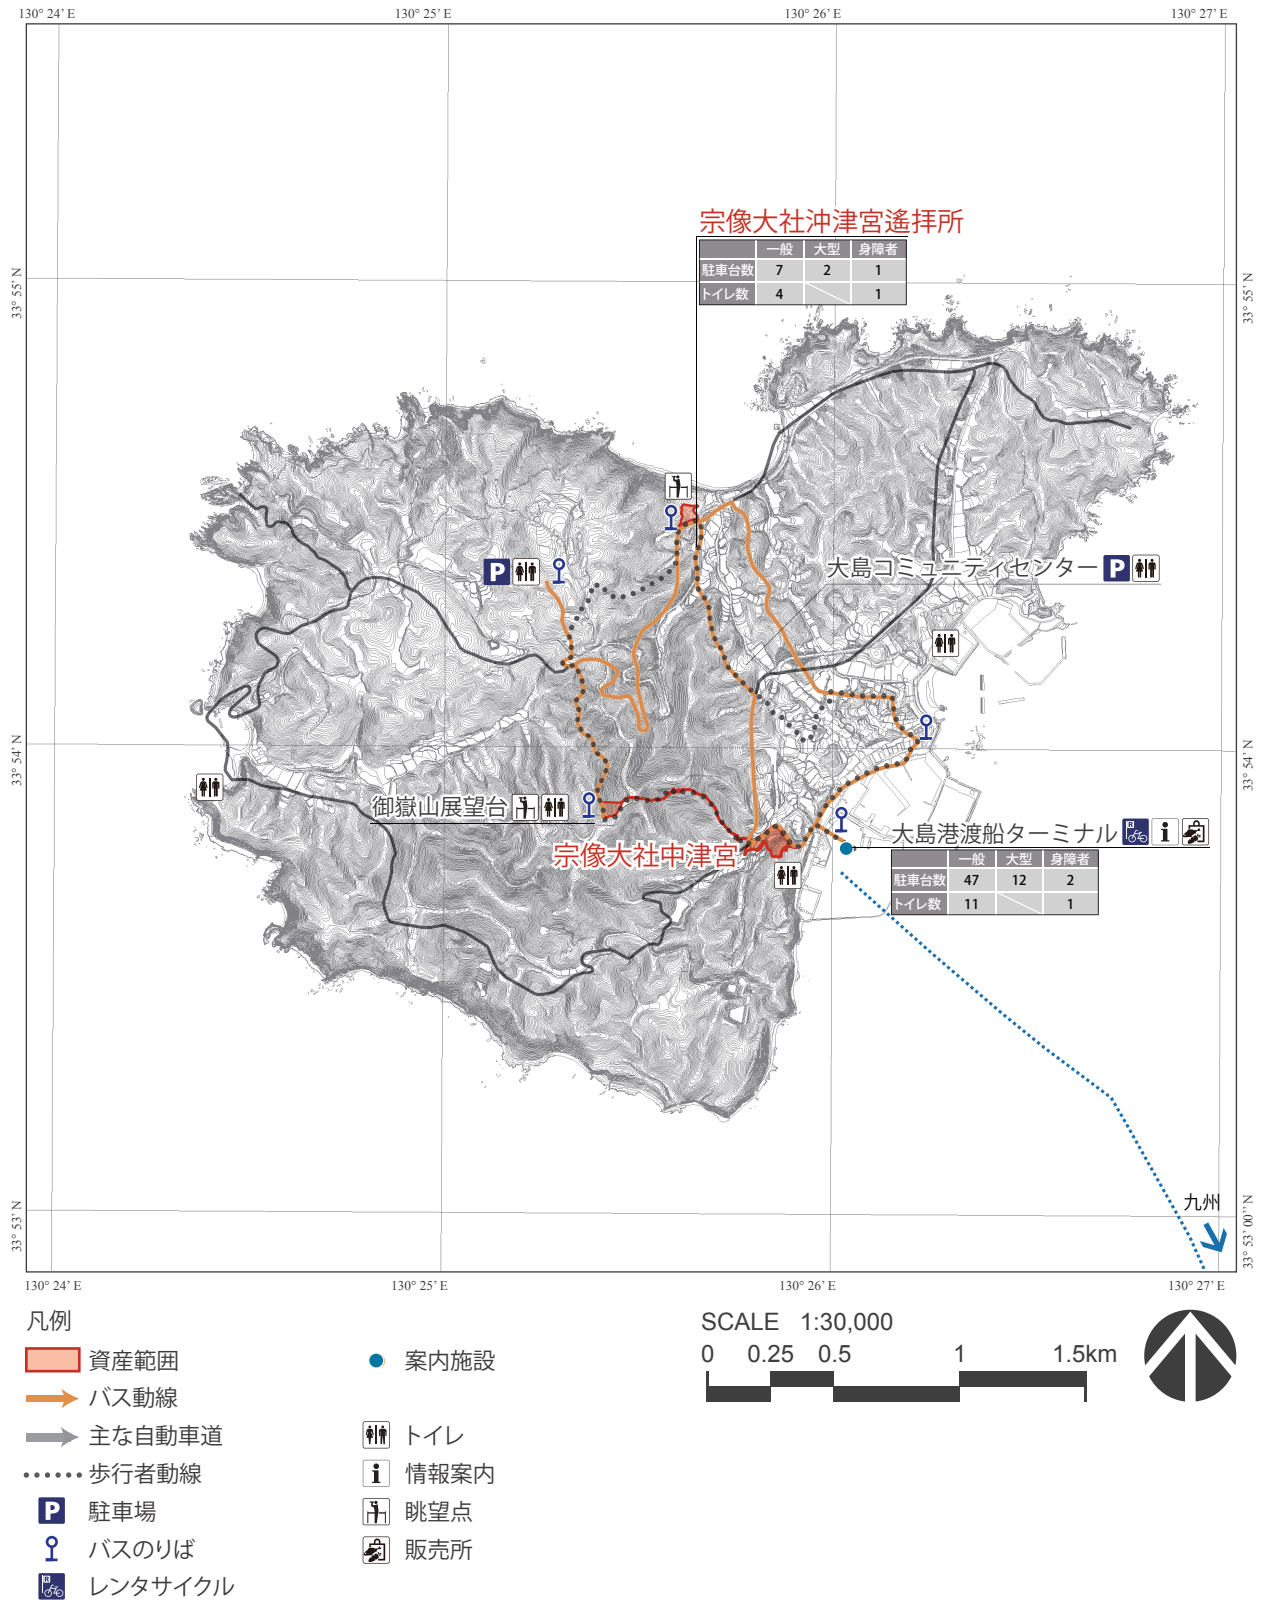 130° 24’ E
130° 25’ E
130° 26’ E
130° 27’ E
宗像大社沖津宮遙拝所
一般 大型 身障者
駐車台数 7 2 1
トイレ数 4 1
33° 55’ N
33° 55’ N
大島コミュニティセンター P
P
33° 54’ N
33° 54’ N
御嶽山展望台
大島港渡船ターミナル R i
宗像大社中津宮
一般 大型 身障者
駐車台数 47 12 2
トイレ数 11 1
九州
33° 53’ N
33° 53’ 00’’ N
130° 24’ E
130° 25’ E
130° 26’ E
130° 27’ E
凡例
資産範囲
バス動線
主な自動車道
歩行者動線
P 駐車場
バスのりば
R レンタサイクル
案内施設
トイレ
i 情報案内
眺望点
販売所
SCALE 1:30,000
0 0.25 0.5 1 1.5km